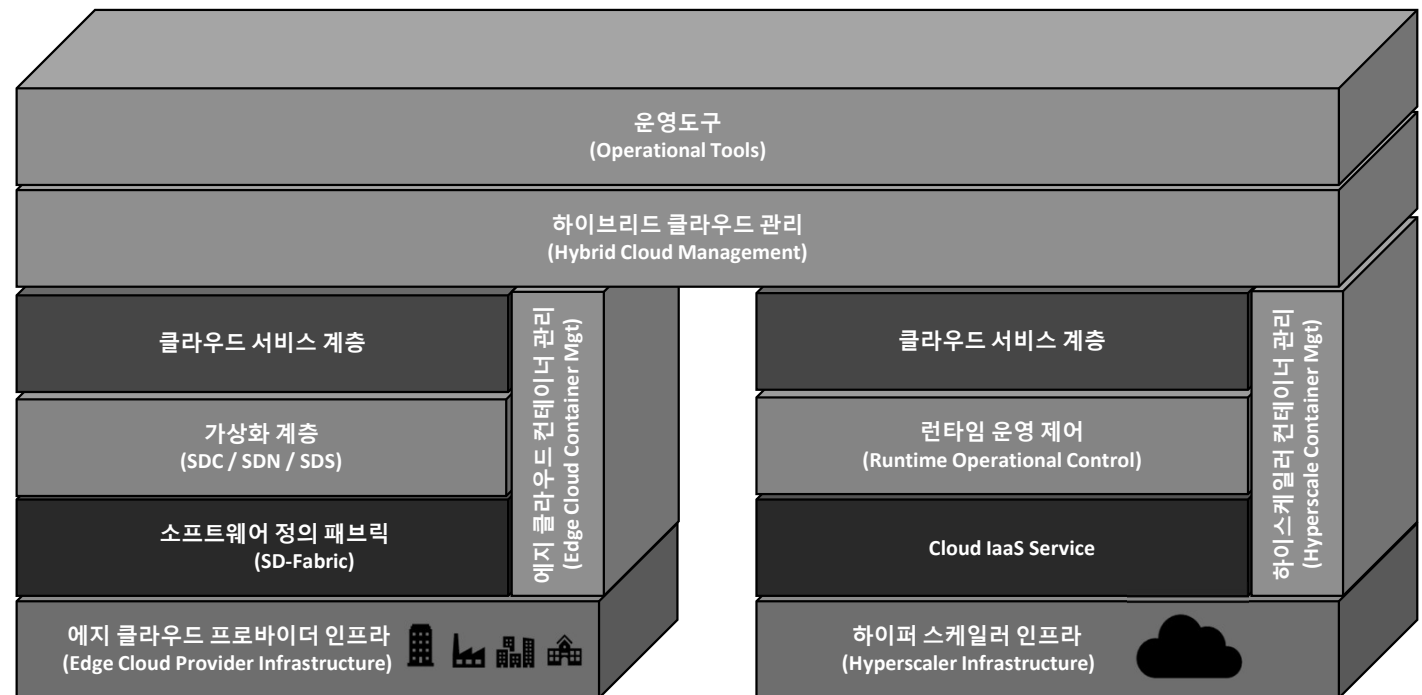 운영도구
(Operational Tools)
하이브리드 클라우드 관리
(Hybrid Cloud Management)
클라우드 서비스 계층
가상화 계층
(SDC / SDN / SDS)
소프트웨어 정의 패브릭
(SD-Fabric)
에지 클라우드 컨테이너 관리
(Edge Cloud Container Mgt)
에지 클라우드 프로바이더 인프라
(Edge Cloud Provider Infrastructure)
클라우드 서비스 계층
런타임 운영 제어
(Runtime Operational Control)
Cloud IaaS Service
하이스케일러 컨테이너 관리
(Hyperscale Container Mgt)
하이퍼 스케일러 인프라
(Hyperscaler Infrastructure)